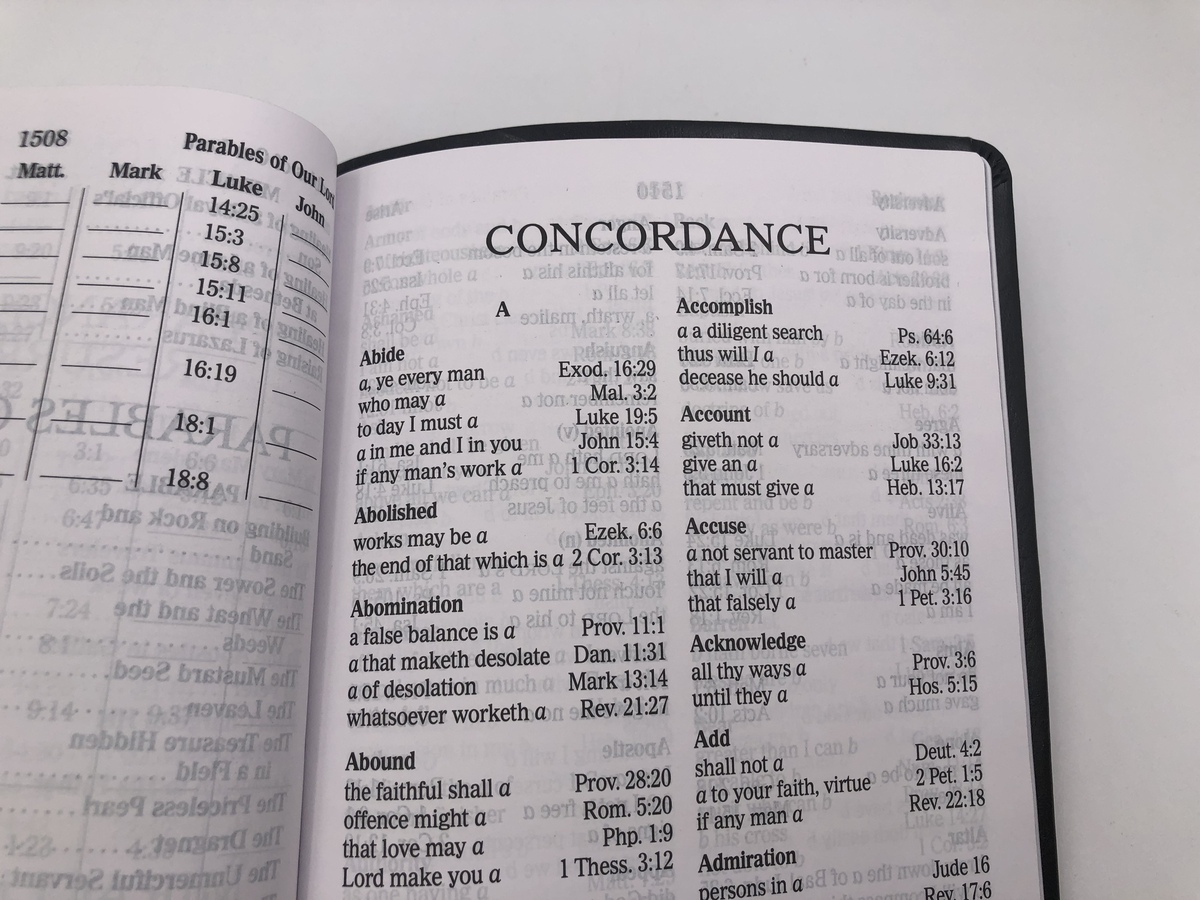 1508
Parables of Our Lord
Matt. Mark Luke John
14:25
15:3
15:8
15:11
16:1
16:19
18:1
18:8
CONCORDANCE
A
Abide
a, ye every man Exod. 16:29
who may a Mal. 3:2
to day I must a Luke 19:5
a in me and I in you John 15:4
if any man's work a 1 Cor. 3:14
Abolished
works may be a Ezek. 6:6
the end of that which is a 2 Cor. 3:13
Abomination
a false balance is a Prov. 11:1
a that maketh desolate Dan. 11:31
a of desolation Mark 13:14
whatsoever worketh a Rev. 21:27
Abound
the faithful shall a Prov. 28:20
offence might a Rom. 5:20
that love may a Php. 1:9
Lord make you a 1 Thess. 3:12
Accomplish
a a diligent search Ps. 64:6
thus will I a Ezek. 6:12
decease he should a Luke 9:31
Account
giveth not a Job 33:13
give an a Luke 16:2
that must give a Heb. 13:17
Accuse
a not servant to master Prov. 30:10
that I will a John 5:45
that falsely a 1 Pet. 3:16
Acknowledge
all thy ways a Prov. 3:6
until they a Hos. 5:15
Add
shall not a Deut. 4:2
a to your faith, virtue 2 Pet. 1:5
if any man a Rev. 22:18
Admiration
persons in a Jude 16
Rev. 17:6